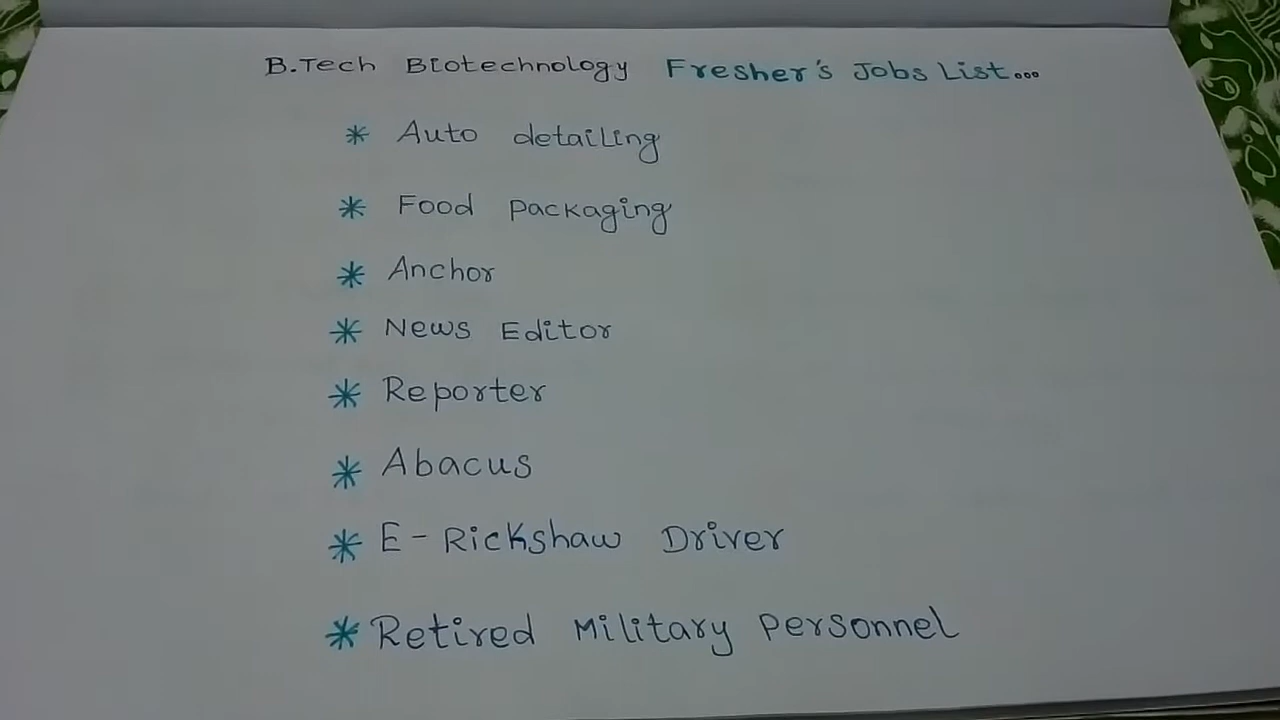 B.Tech Biotechnology Fresher's Jobs List...
* Auto detailing
* Food Packaging
* Anchor
* News Editor
* Reporter
* Abacus
* E-Rickshaw Driver
* Retired Military Personnel